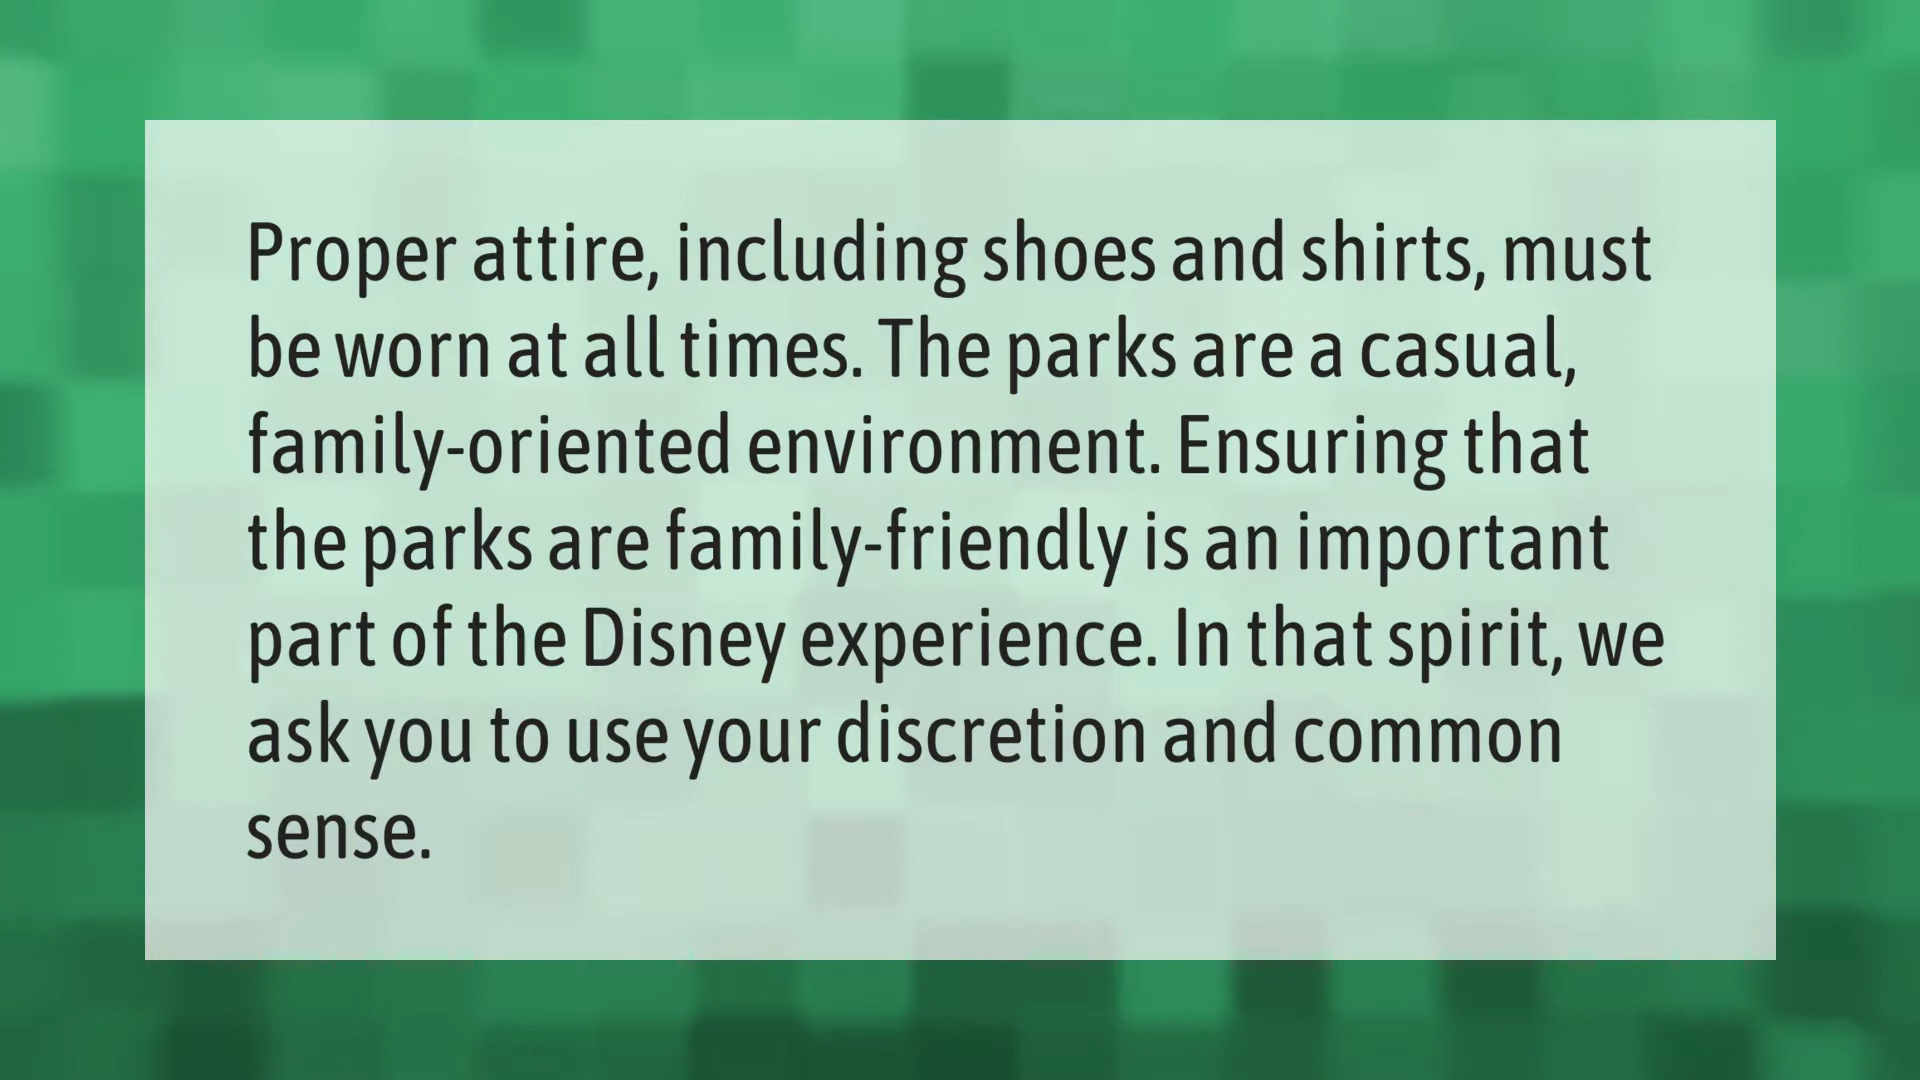 Proper attire, including shoes and shirts, must
be worn at all times. The parks are a casual,
family-oriented environment. Ensuring that
the parks are family-friendly is an important
part of the Disney experience. In that spirit, we
ask you to use your discretion and common
sense.